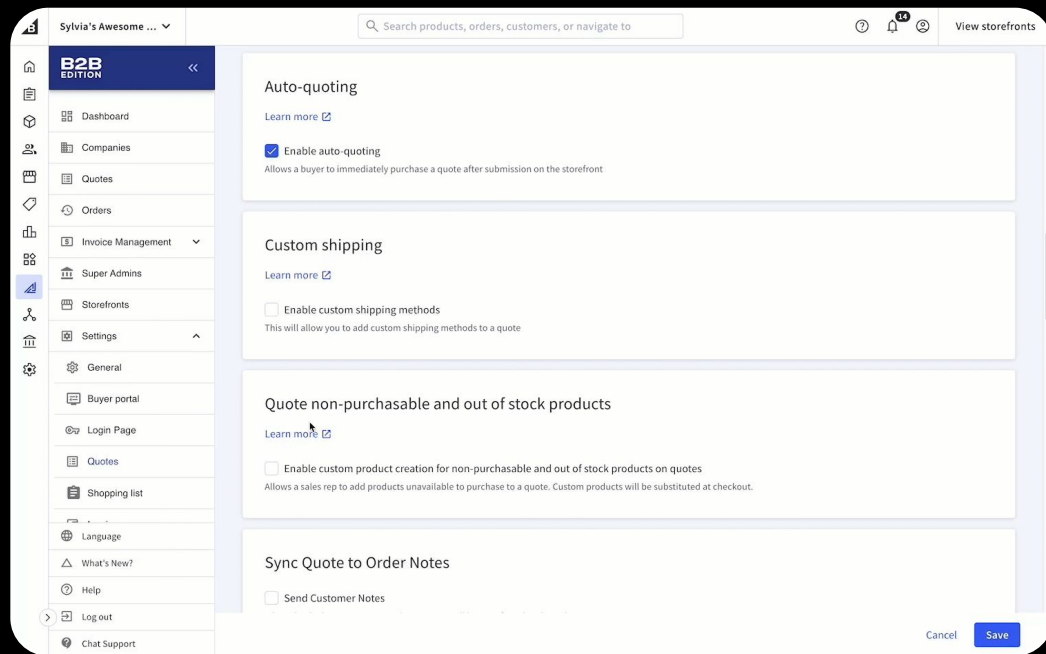 Sylvia's Awesome ...
Search products, orders, customers, or navigate to
14
View storefronts
B2B
EDITION
Dashboard
Companies
Quotes
Orders
Invoice Management
Super Admins
Storefronts
Settings
General
Buyer portal
Login Page
Quotes
Shopping list
Language
What's New?
Help
Log out
Chat Support
Auto-quoting
Learn more
Enable auto-quoting
Allows a buyer to immediately purchase a quote after submission on the storefront
Custom shipping
Learn more
Enable custom shipping methods
This will allow you to add custom shipping methods to a quote
Quote non-purchasable and out of stock products
Learn more
Enable custom product creation for non-purchasable and out of stock products on quotes
Allows a sales rep to add products unavailable to purchase to a quote. Custom products will be substituted at checkout.
Sync Quote to Order Notes
Send Customer Notes
Cancel
Save